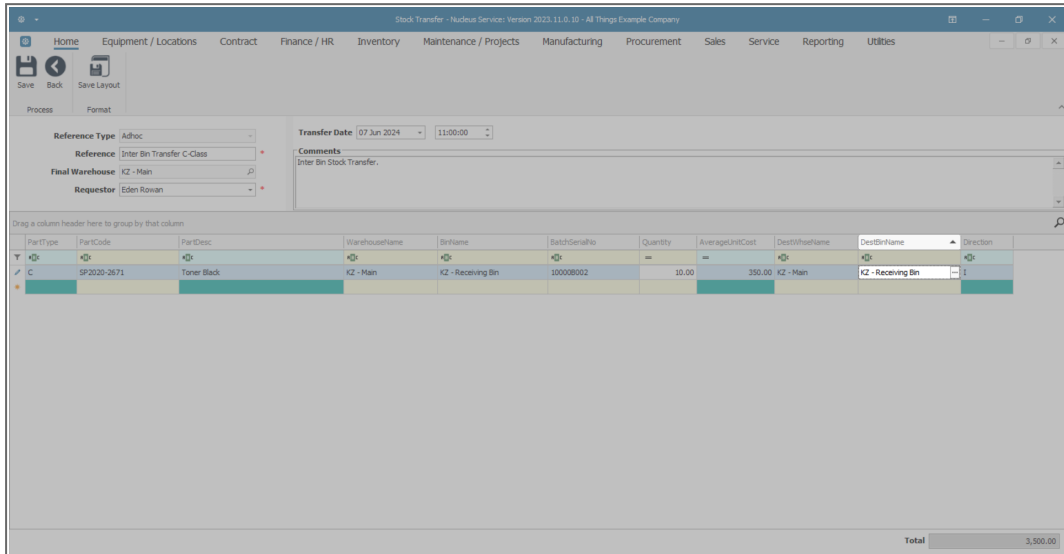 Stock Transfer - Nucleus Service: Version 2023.11.0.10 - All Things Example Company
Home Equipment / Locations Contract Finance / HR Inventory Maintenance / Projects Manufacturing Procurement Sales Service Reporting Utilities
Save Back Save Layout
Process Format
Reference Type Adhoc
Transfer Date 07 Jun 2024 11:00:00
Reference Inter Bin Transfer C-Class *
Comments
Inter Bin Stock Transfer.
Final Warehouse KZ - Main
Requestor Eden Rowan *
Drag a column header here to group by that column
PartType PartCode PartDesc WarehouseName BinName BatchSerialNo Quantity AverageUnitCost DestWhseName DestBinName Direction
C SP2020-2671 Toner Black KZ - Main KZ - Receiving Bin 10000B002 10.00 350.00 KZ - Main KZ - Receiving Bin ... I
Total 3,500.00